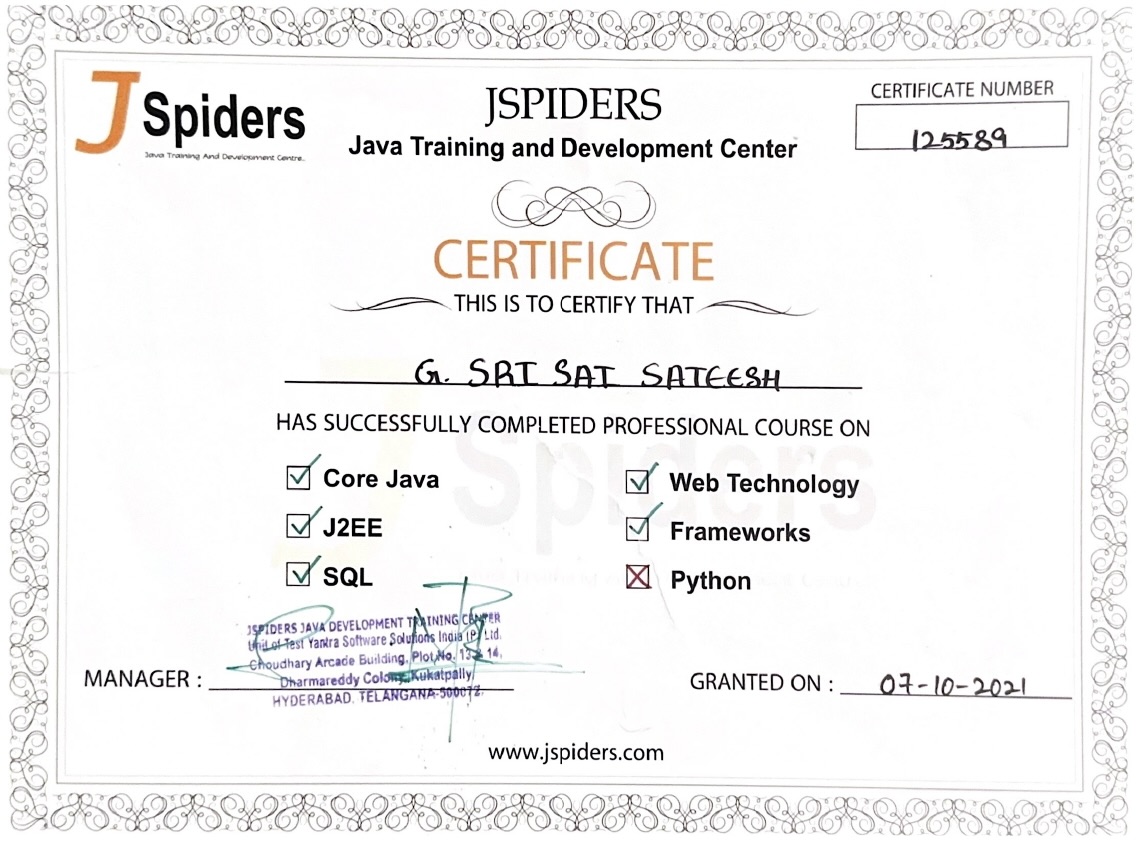 J Spiders
Java Training And Development Centre.
JSPIDERS
Java Training and Development Center
CERTIFICATE NUMBER
125589
CERTIFICATE
THIS IS TO CERTIFY THAT
G. SRI SAI SATEESH
HAS SUCCESSFULLY COMPLETED PROFESSIONAL COURSE ON
Core Java
J2EE
SQL
Web Technology
Frameworks
Python
JSPIDERS JAVA DEVELOPMENT TRAINING CENTER
Unit of Test Yantra Software Solutions India (P) Ltd.
Choudhary Arcade Building, Plot No. 13 & 14,
Dharmareddy Colony, Kukatpally,
HYDERABAD, TELANGANA-500072.
MANAGER :
GRANTED ON : 07-10-2021
www.jspiders.com